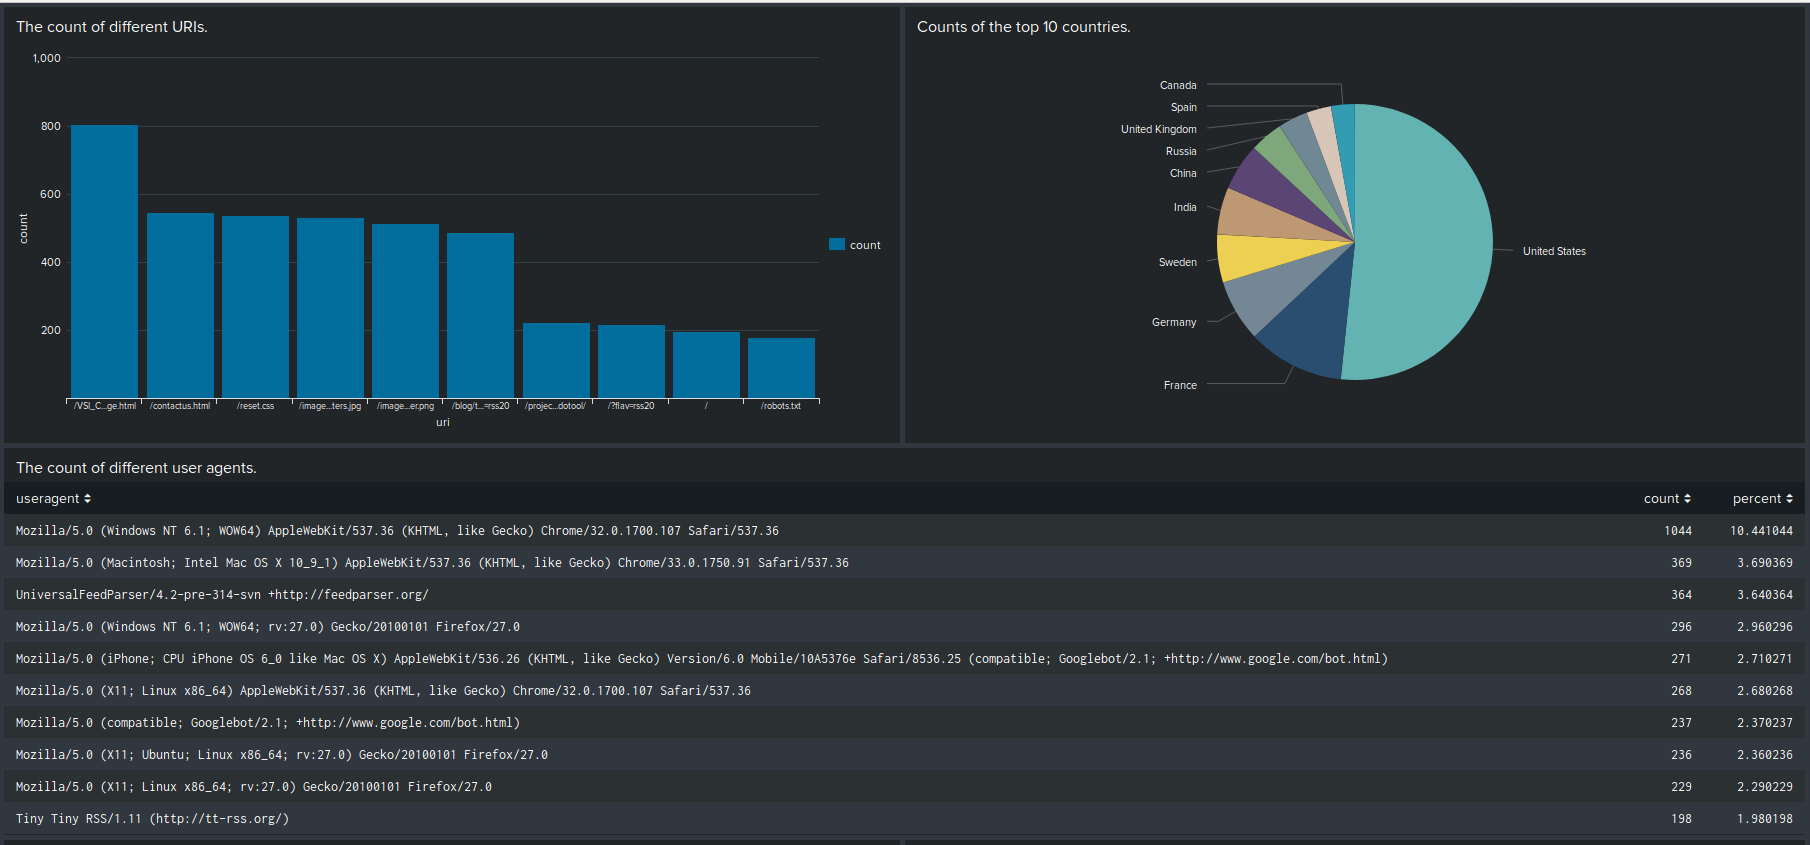 The count of different URIs.
1,000
800
600
400
200
count
/VSI_C...ge.html
/contactus.html
/reset.css
/image...ters.jpg
/image...er.png
/blog/t...=rss20
/projec...dotool/
/?flav=rss20
/
/robots.txt
uri
count
Counts of the top 10 countries.
Canada
Spain
United Kingdom
Russia
China
India
Sweden
Germany
France
United States
The count of different user agents.
useragent count percent
Mozilla/5.0 (Windows NT 6.1; WOW64) AppleWebKit/537.36 (KHTML, like Gecko) Chrome/32.0.1700.107 Safari/537.36 1044 10.441044
Mozilla/5.0 (Macintosh; Intel Mac OS X 10_9_1) AppleWebKit/537.36 (KHTML, like Gecko) Chrome/33.0.1750.91 Safari/537.36 369 3.690369
UniversalFeedParser/4.2-pre-314-svn +http://feedparser.org/ 364 3.640364
Mozilla/5.0 (Windows NT 6.1; WOW64; rv:27.0) Gecko/20100101 Firefox/27.0 296 2.960296
Mozilla/5.0 (iPhone; CPU iPhone OS 6_0 like Mac OS X) AppleWebKit/536.26 (KHTML, like Gecko) Version/6.0 Mobile/10A5376e Safari/8536.25 (compatible; Googlebot/2.1; +http://www.google.com/bot.html) 271 2.710271
Mozilla/5.0 (X11; Linux x86_64) AppleWebKit/537.36 (KHTML, like Gecko) Chrome/32.0.1700.107 Safari/537.36 268 2.680268
Mozilla/5.0 (compatible; Googlebot/2.1; +http://www.google.com/bot.html) 237 2.370237
Mozilla/5.0 (X11; Ubuntu; Linux x86_64; rv:27.0) Gecko/20100101 Firefox/27.0 236 2.360236
Mozilla/5.0 (X11; Linux x86_64; rv:27.0) Gecko/20100101 Firefox/27.0 229 2.290229
Tiny Tiny RSS/1.11 (http://tt-rss.org/) 198 1.980198